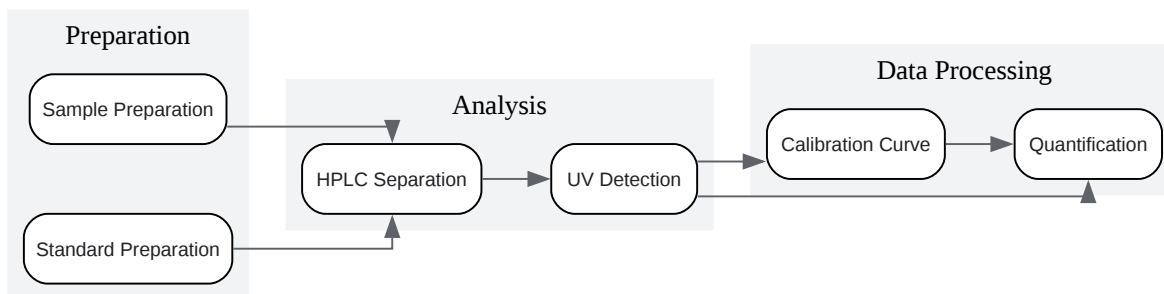 Preparation
Sample Preparation
Standard Preparation
Analysis
HPLC Separation
UV Detection
Data Processing
Calibration Curve
Quantification